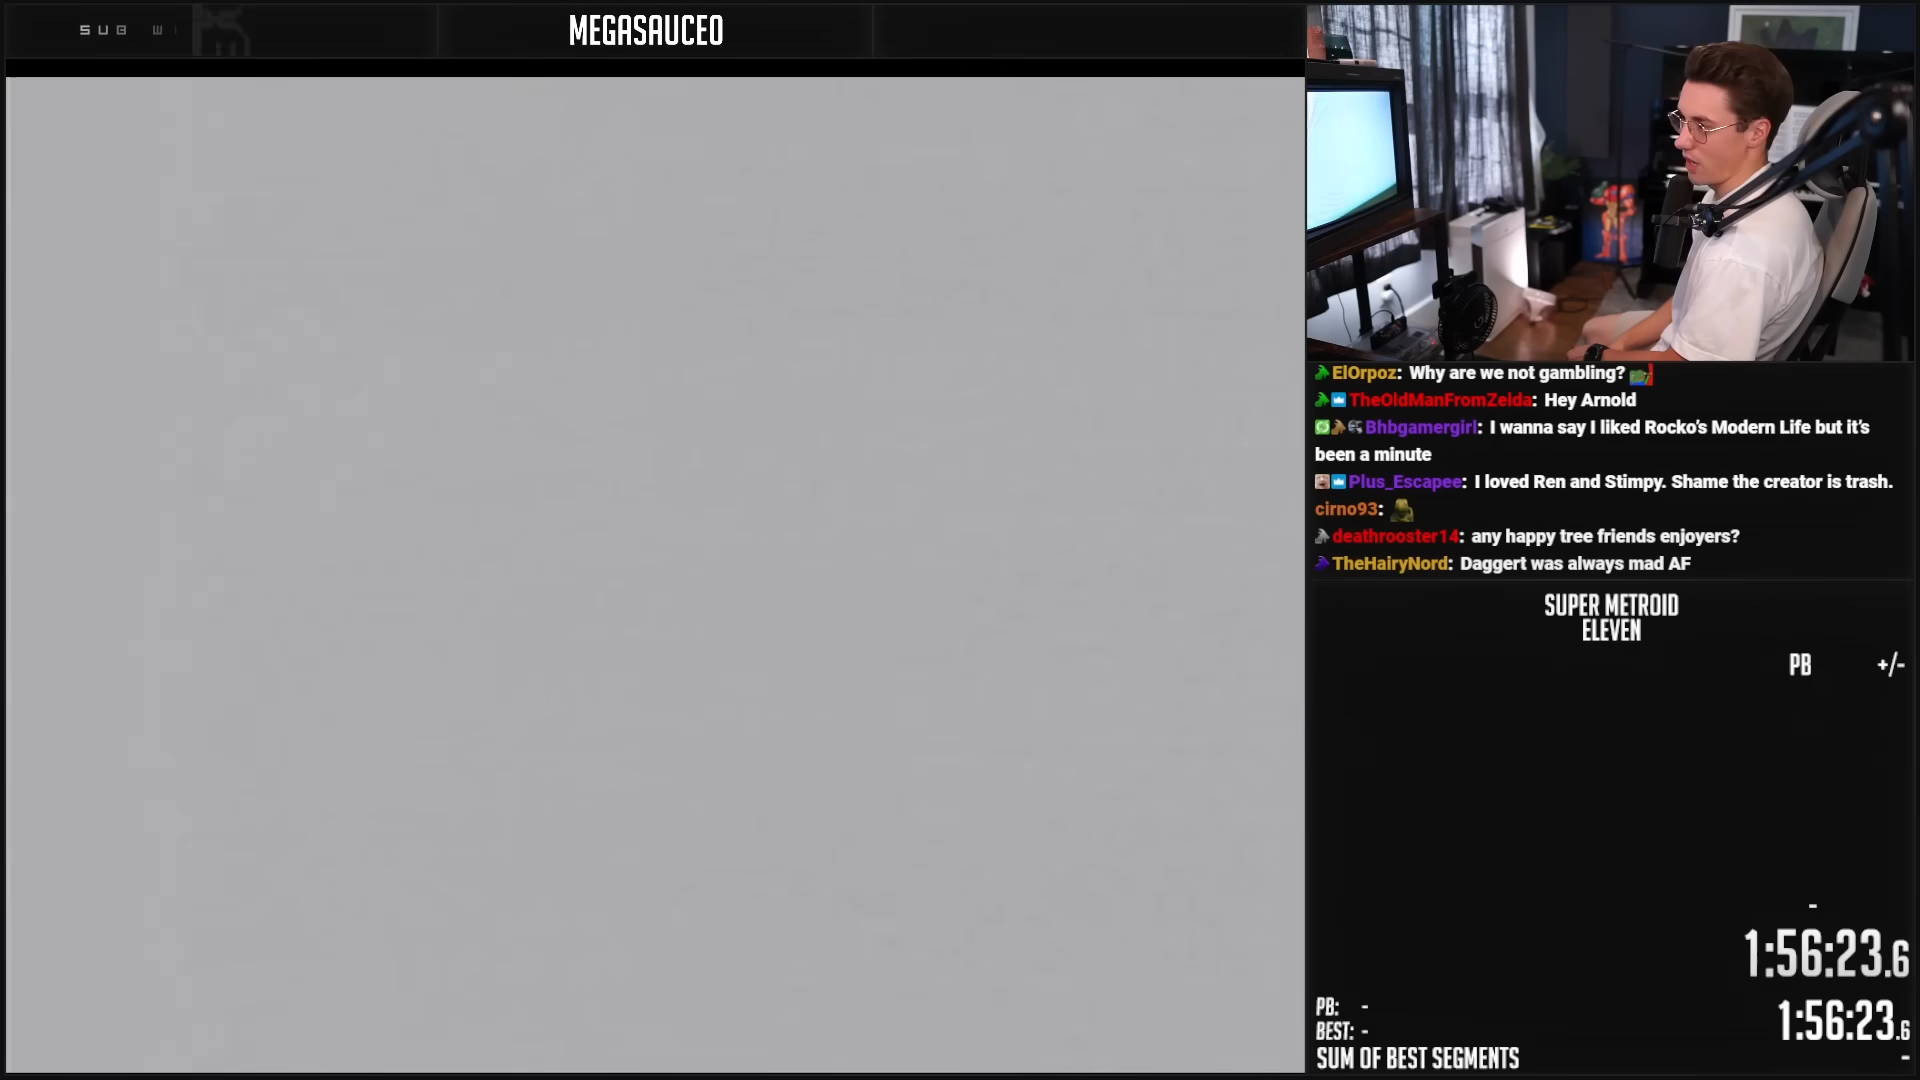 SUB
MEGASAUCEO
ElOrpoz: Why are we not gambling?
TheOldManFromZelda: Hey Arnold
Bhbgamergirl: I wanna say I liked Rocko's Modern Life but it's
been a minute
Plus_Escapee: I loved Ren and Stimpy. Shame the creator is trash.
cirno93:
deathrooster14: any happy tree friends enjoyers?
TheHairyNord: Daggert was always mad AF
SUPER METROID
ELEVEN
PB +/-
-
1:56:23.6
PB: -
1:56:23.6
BEST: -
SUM OF BEST SEGMENTS -